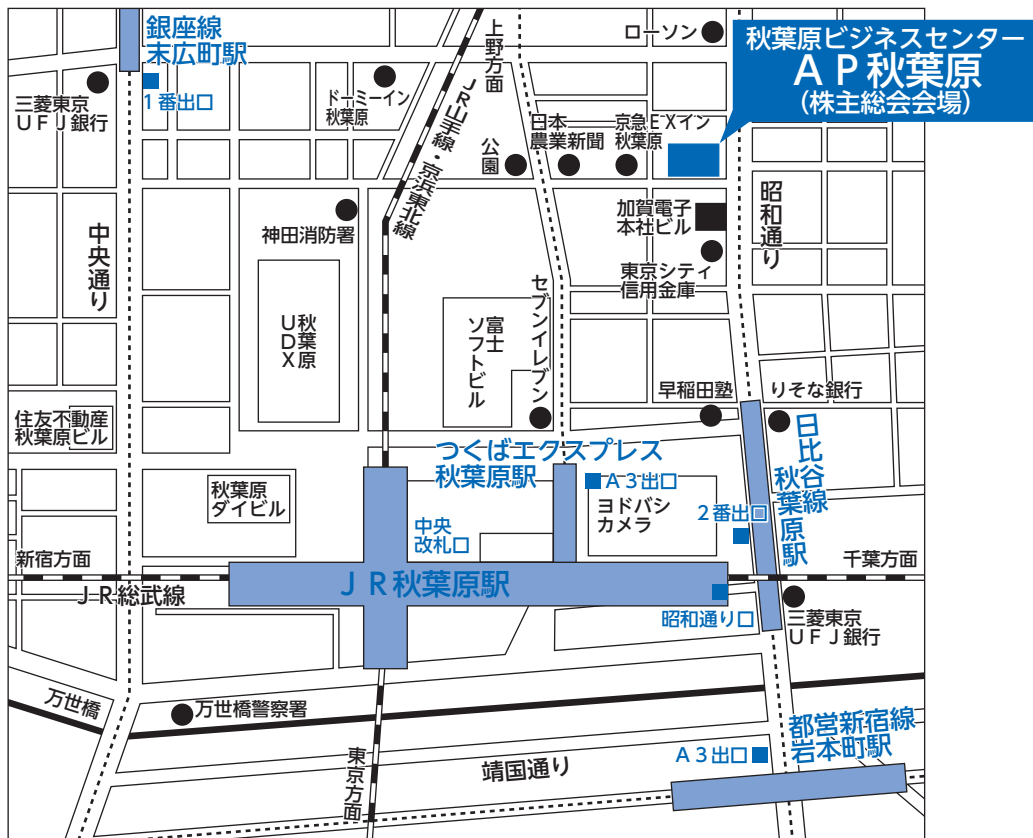 銀座線
末広町駅
1番出口
三菱東京
ＵＦＪ銀行
ドーミーイン
秋葉原
上野方面
ＪＲ山手線・京浜東北線
ローソン
秋葉原ビジネスセンター
ＡＰ秋葉原
(株主総会会場)
公園
日本
農業新聞
京急ＥＸイン
秋葉原
昭和通り
加賀電子
本社ビル
東京シティ
信用金庫
中央通り
神田消防署
秋葉原
ＵＤＸ
富士
ソフトビル
セブンイレブン
早稲田塾
りそな銀行
住友不動産
秋葉原ビル
つくばエクスプレス
秋葉原駅
Ａ３出口
日比谷線
秋葉原駅
秋葉原
ダイビル
中央
改札口
ヨドバシ
カメラ
２番出口
新宿方面
千葉方面
ＪＲ総武線
ＪＲ秋葉原駅
昭和通り口
三菱東京
ＵＦＪ銀行
万世橋
万世橋警察署
東京方面
靖国通り
Ａ３出口
都営新宿線
岩本町駅